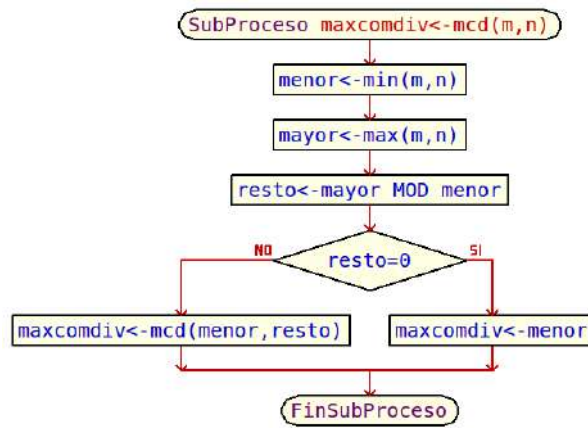 SubProceso maxcomdiv<-mcd(m,n)
menor<-min(m,n)
mayor<-max(m,n)
resto<-mayor MOD menor
NO
resto=0
SI
maxcomdiv<-mcd(menor,resto)
maxcomdiv<-menor
FinSubProceso